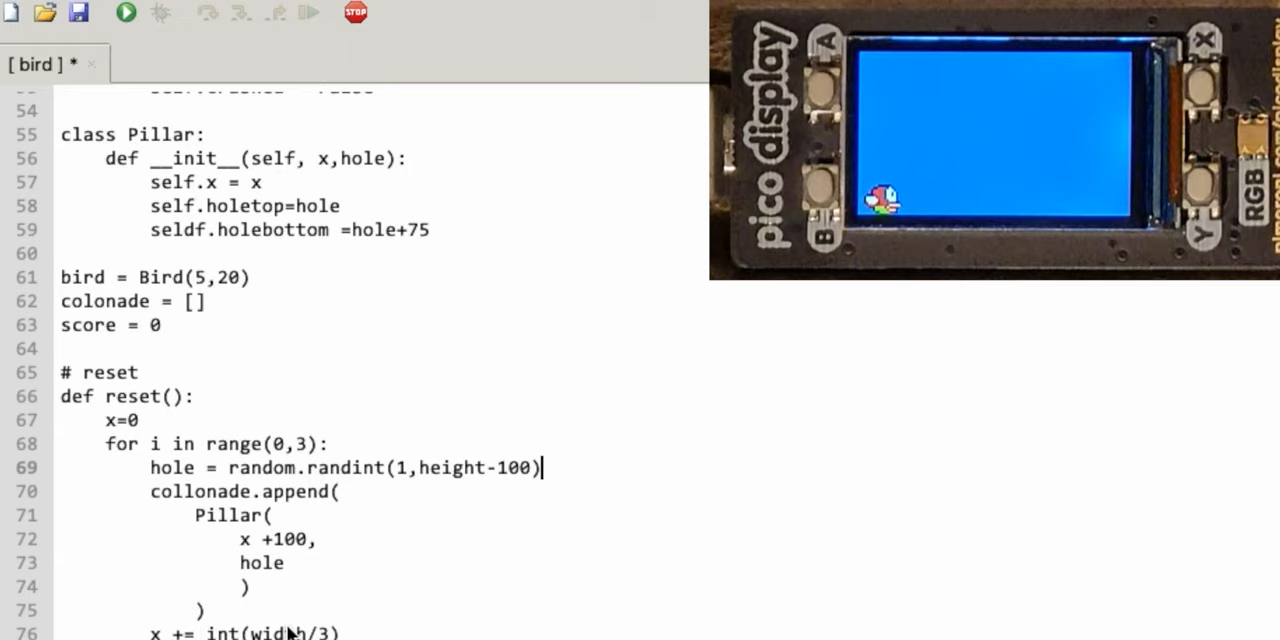 STOP
[ bird ] * ×
54
55 class Pillar:
56     def __init__(self, x,hole):
57         self.x = x
58         self.holetop=hole
59         seldf.holebottom =hole+75
60
61 bird = Bird(5,20)
62 colonade = []
63 score = 0
64
65 # reset
66 def reset():
67     x=0
68     for i in range(0,3):
69         hole = random.randint(1,height-100)
70         collonade.append(
71             Pillar(
72                 x +100,
73                 hole
74                 )
75             )
76         x += int(width/3)
pico display
A
B
X
Y
RGB